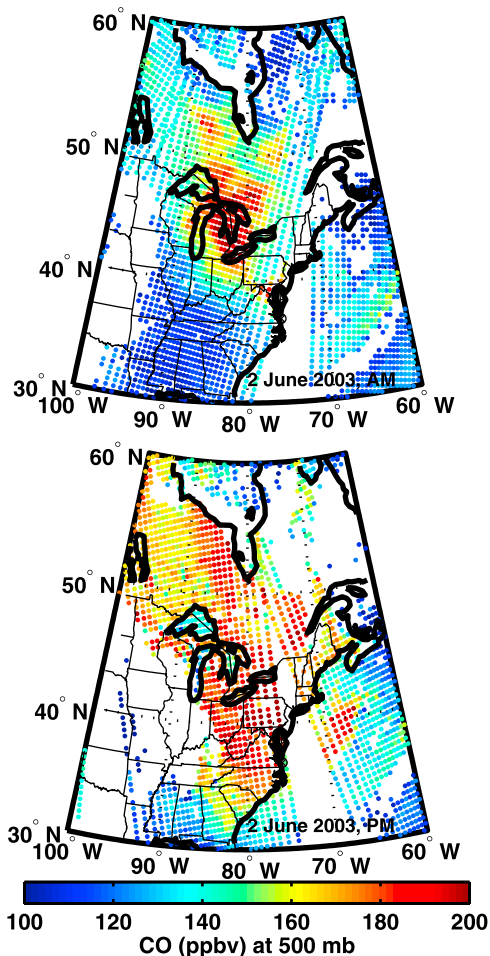 60° N
50° N
40° N
30° N
2 June 2003, AM
100° W
90° W
80° W
70° W
60° W
60° N
50° N
40° N
30° N
2 June 2003, PM
100° W
90° W
80° W
70° W
60° W
100 120 140 160 180 200
CO (ppbv) at 500 mb